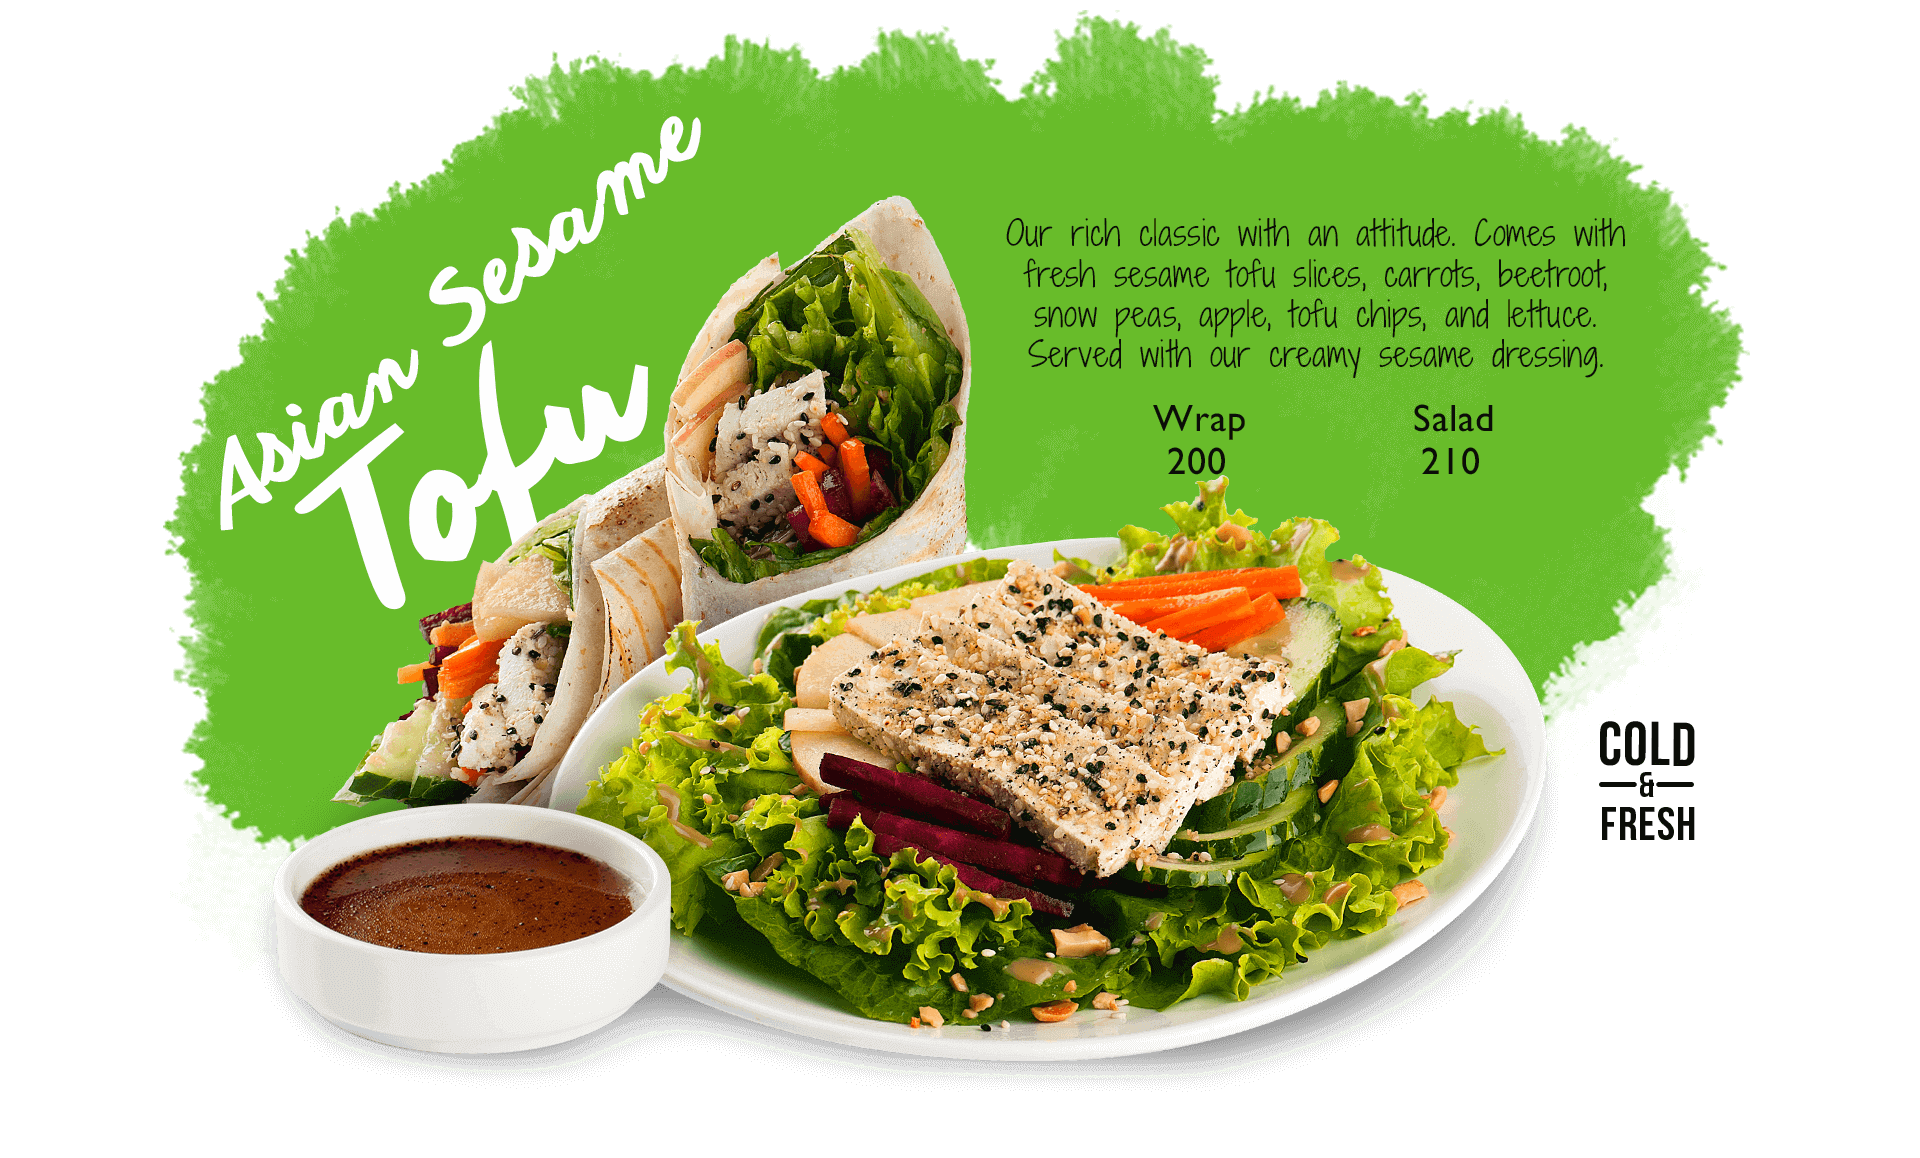 Asian Sesame
Tofu
Our rich classic with an attitude. Comes with
fresh sesame tofu slices, carrots, beetroot,
snow peas, apple, tofu chips, and lettuce.
Served with our creamy sesame dressing.
Wrap Salad
200 210
COLD
&
FRESH